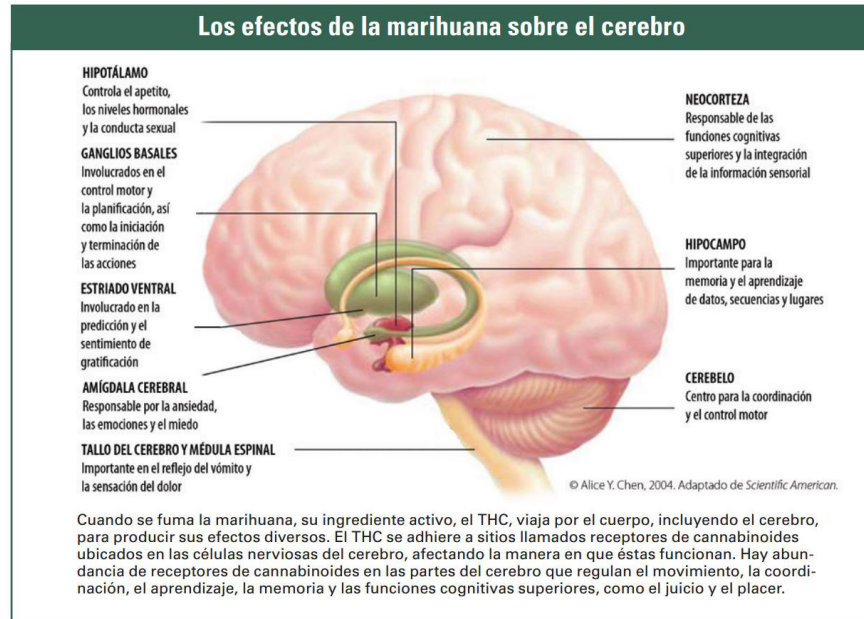 Los efectos de la marihuana sobre el cerebro
HIPOTÁLAMO
Controla el apetito,
los niveles hormonales
y la conducta sexual
GANGLIOS BASALES
Involucrados en el
control motor y
la planificación, así
como la iniciación
y terminación de
las acciones
ESTRIADO VENTRAL
Involucrado en la
predicción y el
sentimiento de
gratificación
AMÍGDALA CEREBRAL
Responsable por la ansiedad,
las emociones y el miedo
TALLO DEL CEREBRO Y MÉDULA ESPINAL
Importante en el reflejo del vómito y
la sensación del dolor
NEOCORTEZA
Responsable de las
funciones cognitivas
superiores y la integración
de la información sensorial
HIPOCAMPO
Importante para la
memoria y el aprendizaje
de datos, secuencias y lugares
CEREBELO
Centro para la coordinación
y el control motor
© Alice Y. Chen, 2004. Adaptado de Scientific American.
Cuando se fuma la marihuana, su ingrediente activo, el THC, viaja por el cuerpo, incluyendo el cerebro,
para producir sus efectos diversos. El THC se adhiere a sitios llamados receptores de cannabinoides
ubicados en las células nerviosas del cerebro, afectando la manera en que éstas funcionan. Hay abun-
dancia de receptores de cannabinoides en las partes del cerebro que regulan el movimiento, la coordi-
nación, el aprendizaje, la memoria y las funciones cognitivas superiores, como el juicio y el placer.